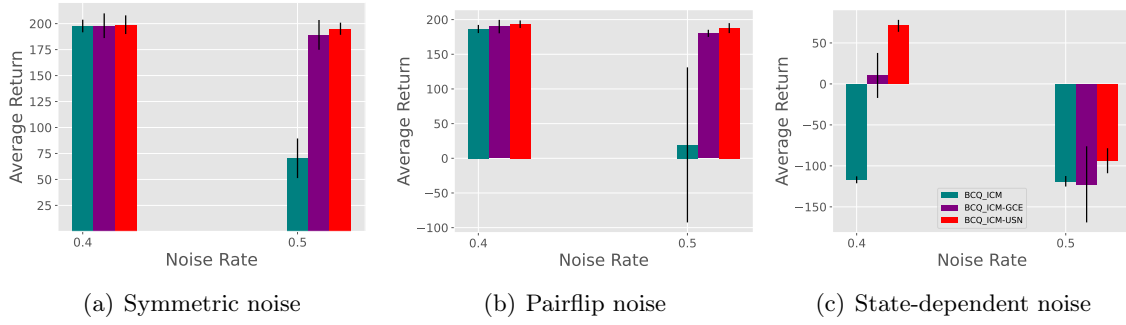 200
175
150
125
100
75
50
25
Average Return
0.4
0.5
Noise Rate
(a) Symmetric noise
200
150
100
50
0
−50
−100
Average Return
0.4
0.5
Noise Rate
(b) Pairflip noise
50
0
−50
−100
−150
Average Return
BCQ_ICM
BCQ_ICM-GCE
BCQ_ICM-USN
0.4
0.5
Noise Rate
(c) State-dependent noise